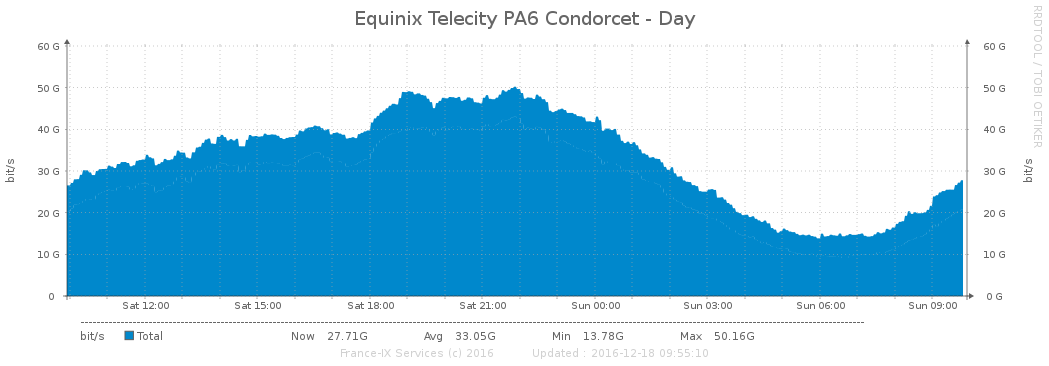 Equinix Telecity PA6 Condorcet - Day
RRDTOOL / TOBI OETIKER
60 G 60 G
50 G 50 G
40 G 40 G
30 G 30 G
20 G 20 G
10 G 10 G
0 0 G
bit/s bit/s
Sat 12:00 Sat 15:00 Sat 18:00 Sat 21:00 Sun 00:00 Sun 03:00 Sun 06:00 Sun 09:00
bit/s Total Now 27.71G Avg 33.05G Min 13.78G Max 50.16G
France-IX Services (c) 2016 Updated : 2016-12-18 09:55:10